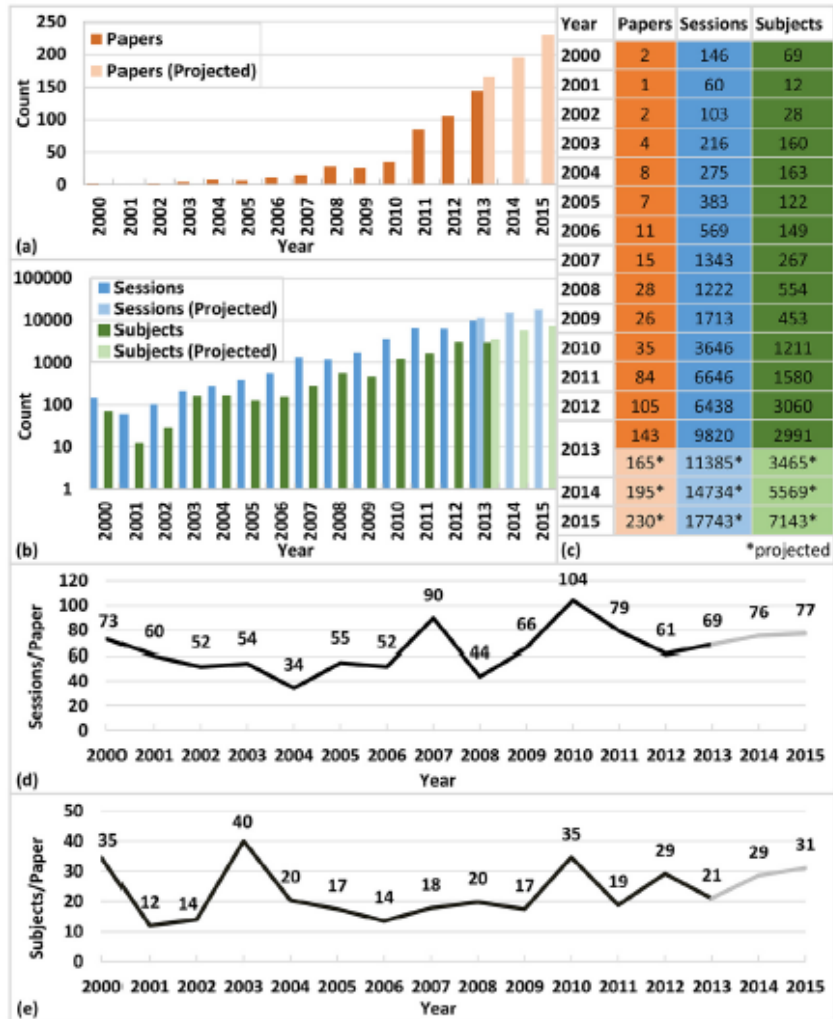 250
200
150
100
50
0
Count
Papers
Papers (Projected)
2000 2001 2002 2003 2004 2005 2006 2007 2008 2009 2010 2011 2012 2013 2014 2015
Year
(a)
100000
10000
1000
100
10
1
Count
Sessions
Sessions (Projected)
Subjects
Subjects (Projected)
2000 2001 2002 2003 2004 2005 2006 2007 2008 2009 2010 2011 2012 2013 2014 2015
Year
(b)
Year Papers Sessions Subjects
2000 2 146 69
2001 1 60 12
2002 2 103 28
2003 4 216 160
2004 8 275 163
2005 7 383 122
2006 11 569 149
2007 15 1343 267
2008 28 1222 554
2009 26 1713 453
2010 35 3646 1211
2011 84 6646 1580
2012 105 6438 3060
2013 143 9820 2991
165* 11385* 3465*
2014 195* 14734* 5569*
2015 230* 17743* 7143*
(c) *projected
120
100
80
60
40
20
0
Sessions/Paper
73 60 52 54 34 55 52 90 44 66 104 79 61 69 76 77
2000 2001 2002 2003 2004 2005 2006 2007 2008 2009 2010 2011 2012 2013 2014 2015
Year
(d)
50
40
30
20
10
0
Subjects/Paper
35 12 14 40 20 17 14 18 20 17 35 19 29 21 29 31
2000 2001 2002 2003 2004 2005 2006 2007 2008 2009 2010 2011 2012 2013 2014 2015
Year
(e)